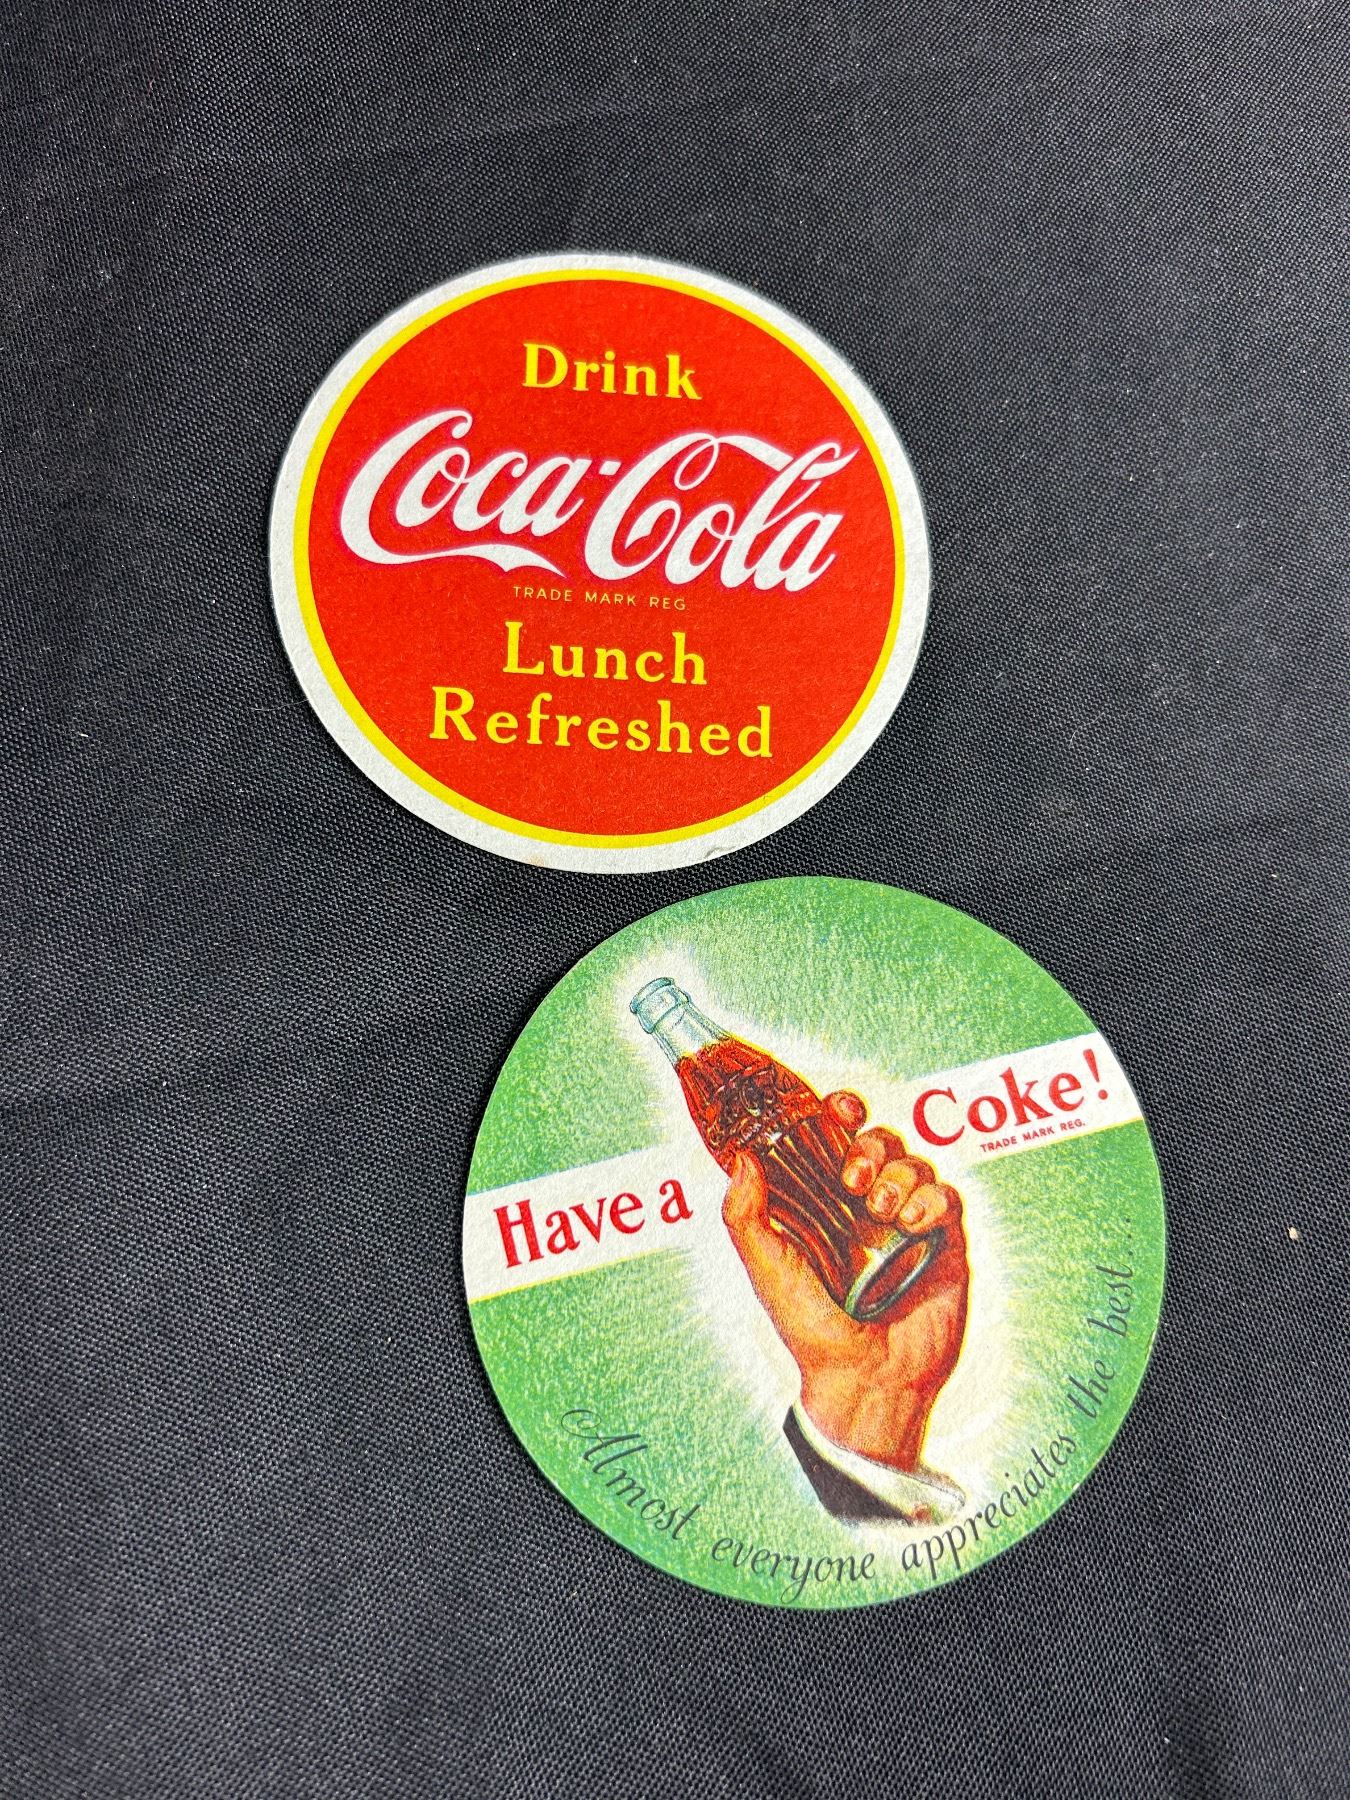 Drink
Coca-Cola
TRADE MARK REG
Lunch
Refreshed
Have a Coke!
TRADE MARK REG.
Almost everyone appreciates the best....